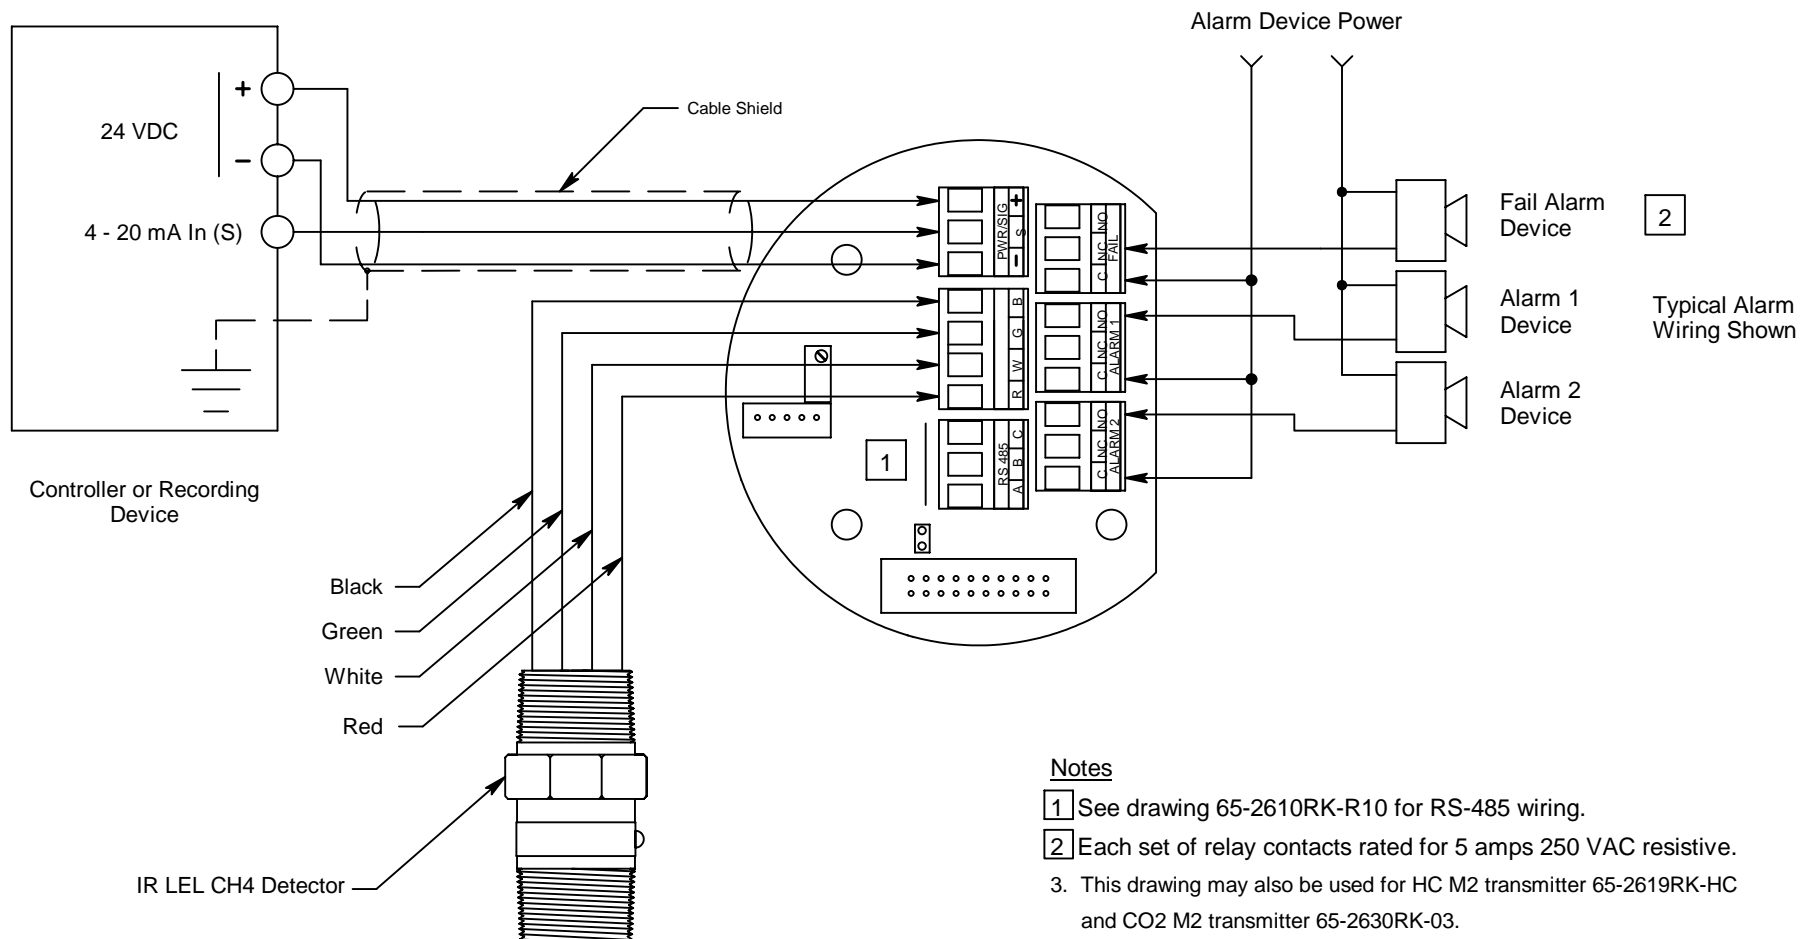 Alarm Device Power
+
24 VDC
−
4 - 20 mA In (S)
Controller or Recording
Device
Cable Shield
PWR/SIG
+
S
−
B
G
W
R
RS 485
C
B
A
NO
NC
C
FAIL
NO
NC
C
ALARM 1
NO
NC
C
ALARM 2
1
Fail Alarm
Device
2
Alarm 1
Device
Typical Alarm
Wiring Shown
Alarm 2
Device
Black
Green
White
Red
IR LEL CH4 Detector
Notes
1 See drawing 65-2610RK-R10 for RS-485 wiring.
2 Each set of relay contacts rated for 5 amps 250 VAC resistive.
3. This drawing may also be used for HC M2 transmitter 65-2619RK-HC
and CO2 M2 transmitter 65-2630RK-03.